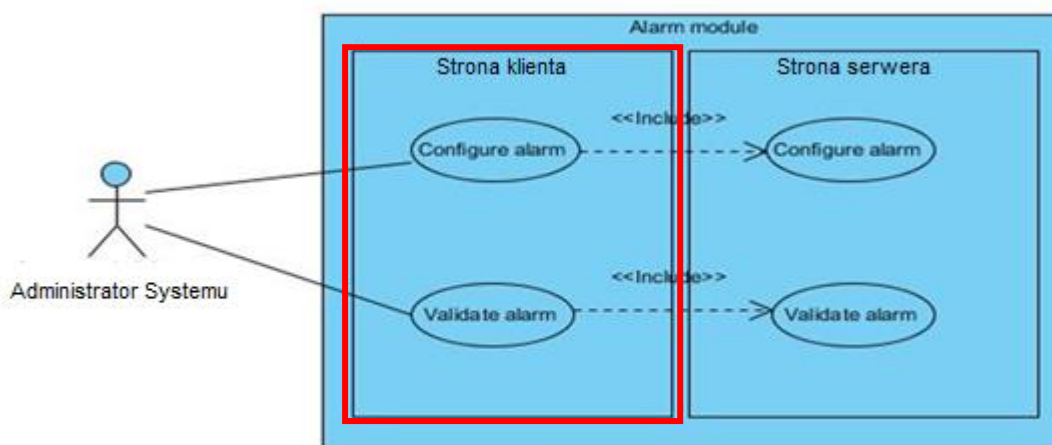 Alarm module
Strona klienta
Strona serwera
<<Include>>
Configure alarm
Configure alarm
Administrator Systemu
<<Include>>
Validate alarm
Validate alarm